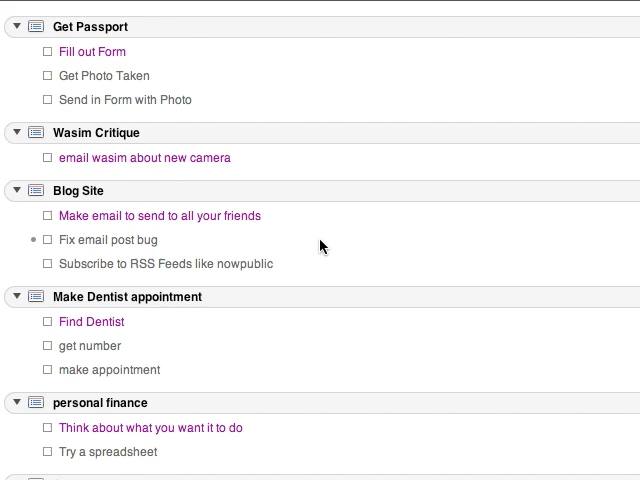 Get Passport
Fill out Form
Get Photo Taken
Send in Form with Photo
Wasim Critique
email wasim about new camera
Blog Site
Make email to send to all your friends
Fix email post bug
Subscribe to RSS Feeds like nowpublic
Make Dentist appointment
Find Dentist
get number
make appointment
personal finance
Think about what you want it to do
Try a spreadsheet